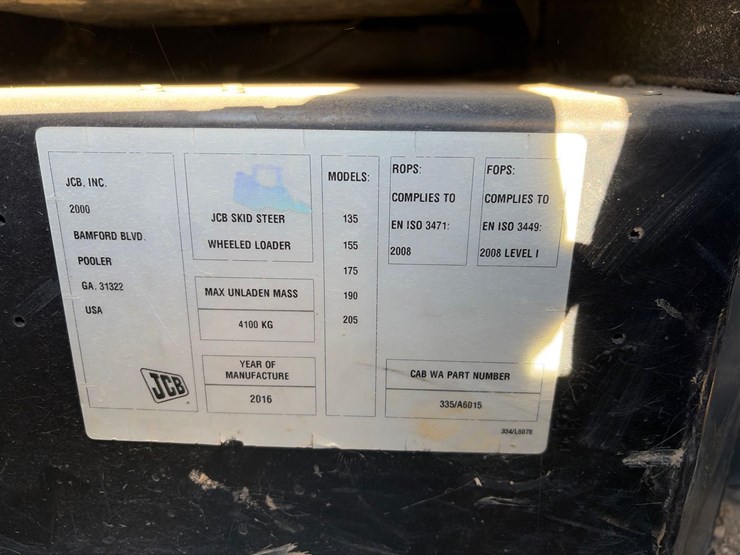 JCB, INC.
2000
BAMFORD BLVD.
POOLER
GA. 31322
USA
JCB
JCB SKID STEER
WHEELED LOADER
MAX UNLADEN MASS
4100 KG
YEAR OF
MANUFACTURE
2016
MODELS:
135
155
175
190
205
ROPS:
COMPLIES TO
EN ISO 3471:
2008
FOPS:
COMPLIES TO
EN ISO 3449:
2008 LEVEL I
CAB WA PART NUMBER
335/A6015